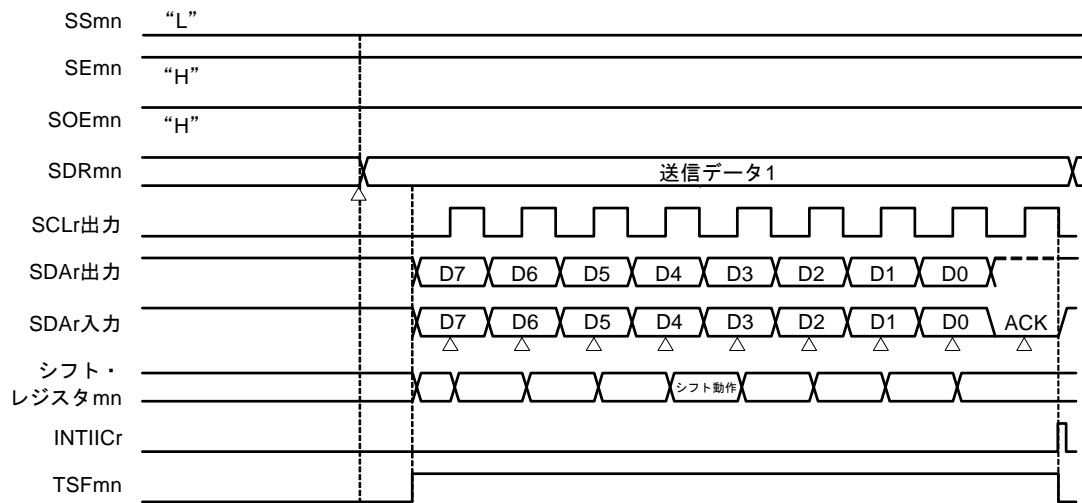 SSmn “L”
SEmn “H”
SOEmn “H”
SDRmn 送信データ1
SCLr出力
SDAr出力 D7 D6 D5 D4 D3 D2 D1 D0
SDAr入力 D7 D6 D5 D4 D3 D2 D1 D0 ACK
シフト・
レジスタmn シフト動作
INTIICr
TSFmn